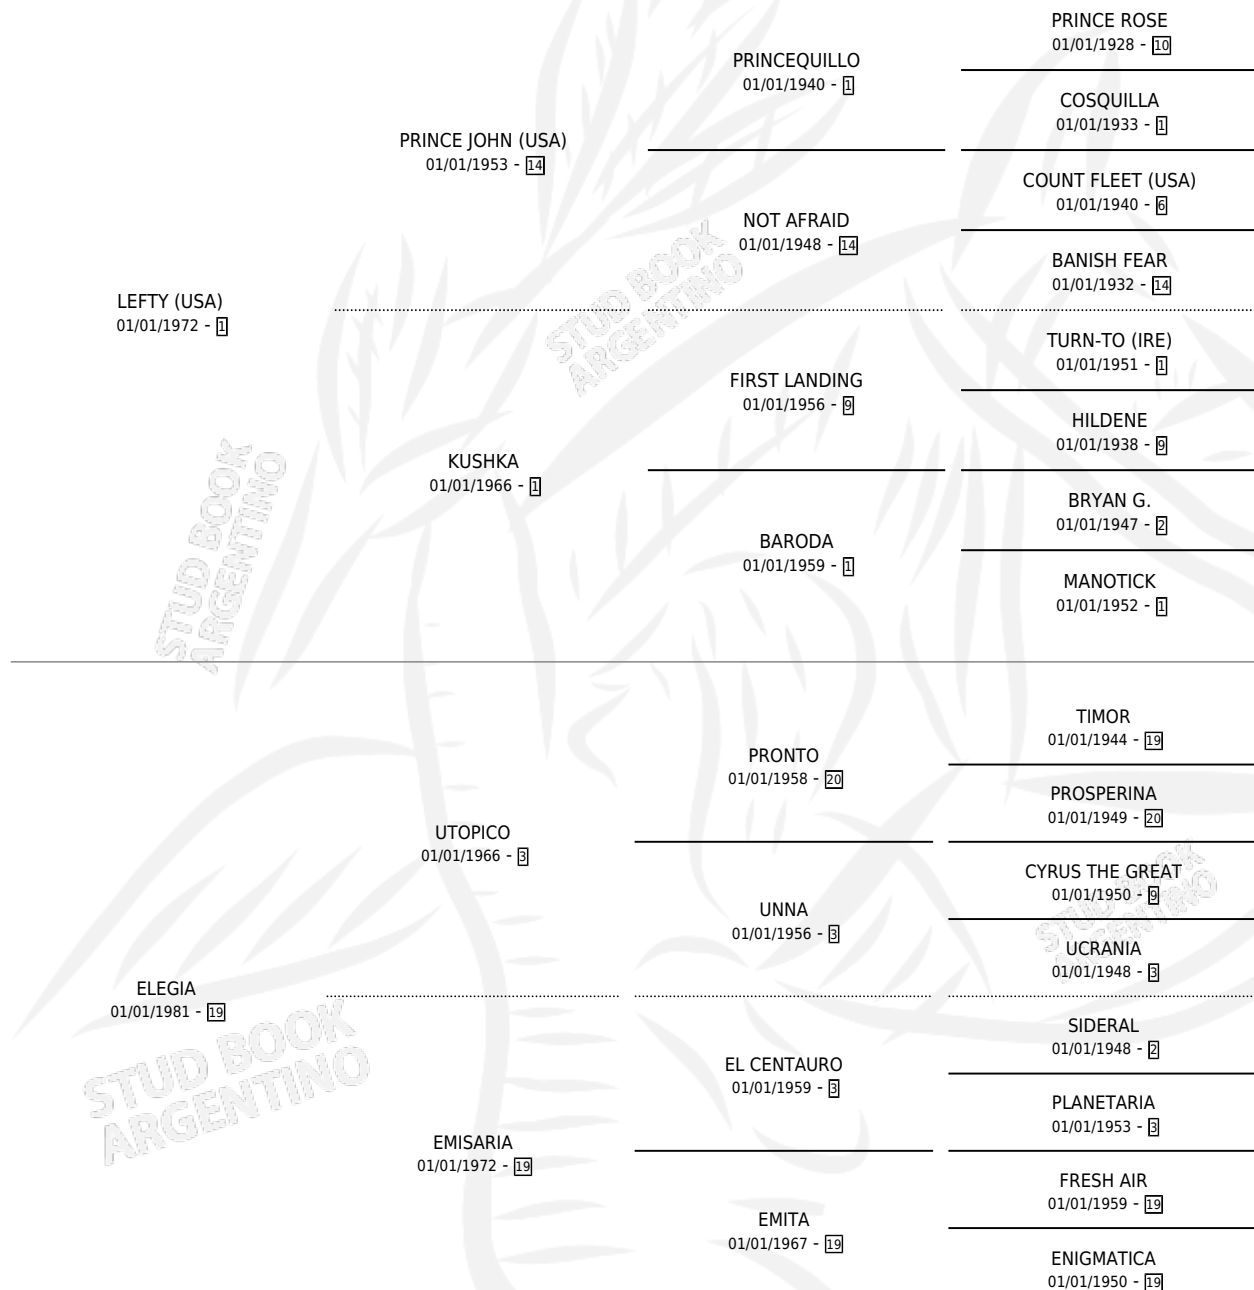 PRINCE ROSE
01/01/1928 - 10
PRINCEQUILLO
01/01/1940 - 1
COSQUILLA
01/01/1933 - 1
PRINCE JOHN (USA)
01/01/1953 - 14
COUNT FLEET (USA)
01/01/1940 - 6
NOT AFRAID
01/01/1948 - 14
BANISH FEAR
01/01/1932 - 14
LEFTY (USA)
01/01/1972 - 1
STUD BOOK
ARGENTINO
TURN-TO (IRE)
01/01/1951 - 1
FIRST LANDING
01/01/1956 - 9
HILDENE
01/01/1938 - 9
KUSHKA
01/01/1966 - 1
BRYAN G.
01/01/1947 - 2
BARODA
01/01/1959 - 1
MANOTICK
01/01/1952 - 1
STUD BOOK
ARGENTINO
TIMOR
01/01/1944 - 19
PRONTO
01/01/1958 - 20
PROSPERINA
01/01/1949 - 20
UTOPICO
01/01/1966 - 3
CYRUS THE GREAT
01/01/1950 - 9
UNNA
01/01/1956 - 3
UCRANIA
01/01/1948 - 3
STUD BOOK
ARGENTINO
ELEGIA
01/01/1981 - 19
SIDERAL
01/01/1948 - 2
EL CENTAURO
01/01/1959 - 3
PLANETARIA
01/01/1953 - 3
STUD BOOK
ARGENTINO
EMISARIA
01/01/1972 - 19
FRESH AIR
01/01/1959 - 19
EMITA
01/01/1967 - 19
ENIGMATICA
01/01/1950 - 19